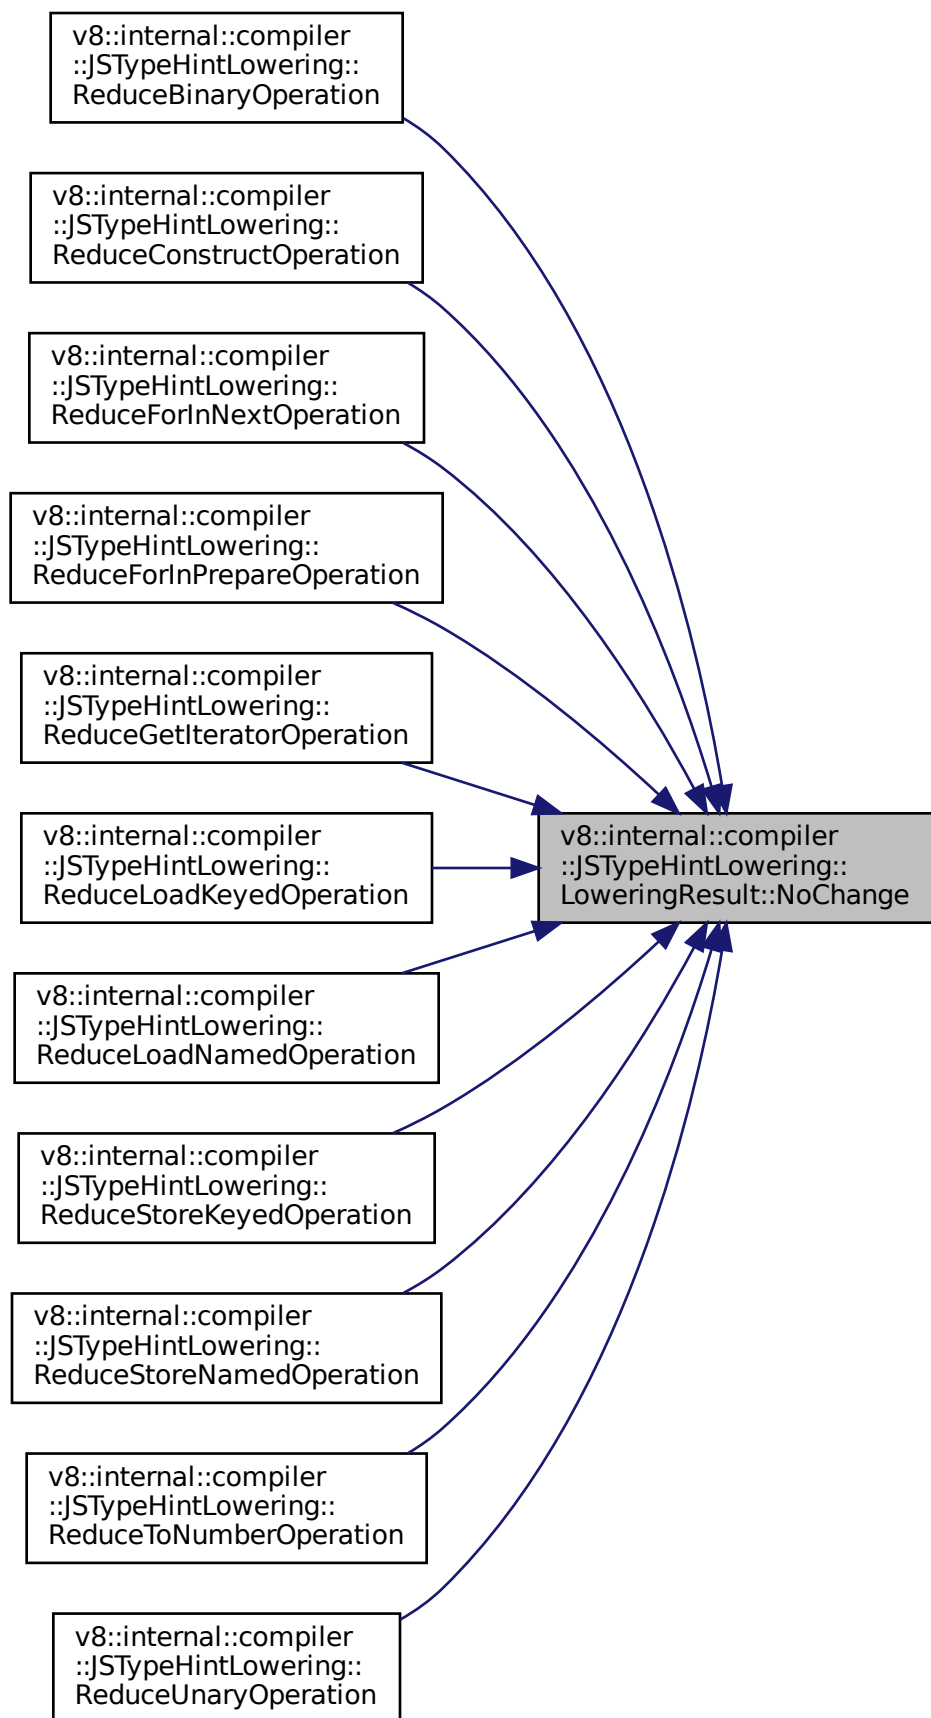 v8::internal::compiler
::JSTypeHintLowering::
ReduceBinaryOperation
v8::internal::compiler
::JSTypeHintLowering::
ReduceConstructOperation
v8::internal::compiler
::JSTypeHintLowering::
ReduceForInNextOperation
v8::internal::compiler
::JSTypeHintLowering::
ReduceForInPrepareOperation
v8::internal::compiler
::JSTypeHintLowering::
ReduceGetIteratorOperation
v8::internal::compiler
::JSTypeHintLowering::
ReduceLoadKeyedOperation
v8::internal::compiler
::JSTypeHintLowering::
LoweringResult::NoChange
v8::internal::compiler
::JSTypeHintLowering::
ReduceLoadNamedOperation
v8::internal::compiler
::JSTypeHintLowering::
ReduceStoreKeyedOperation
v8::internal::compiler
::JSTypeHintLowering::
ReduceStoreNamedOperation
v8::internal::compiler
::JSTypeHintLowering::
ReduceToNumberOperation
v8::internal::compiler
::JSTypeHintLowering::
ReduceUnaryOperation